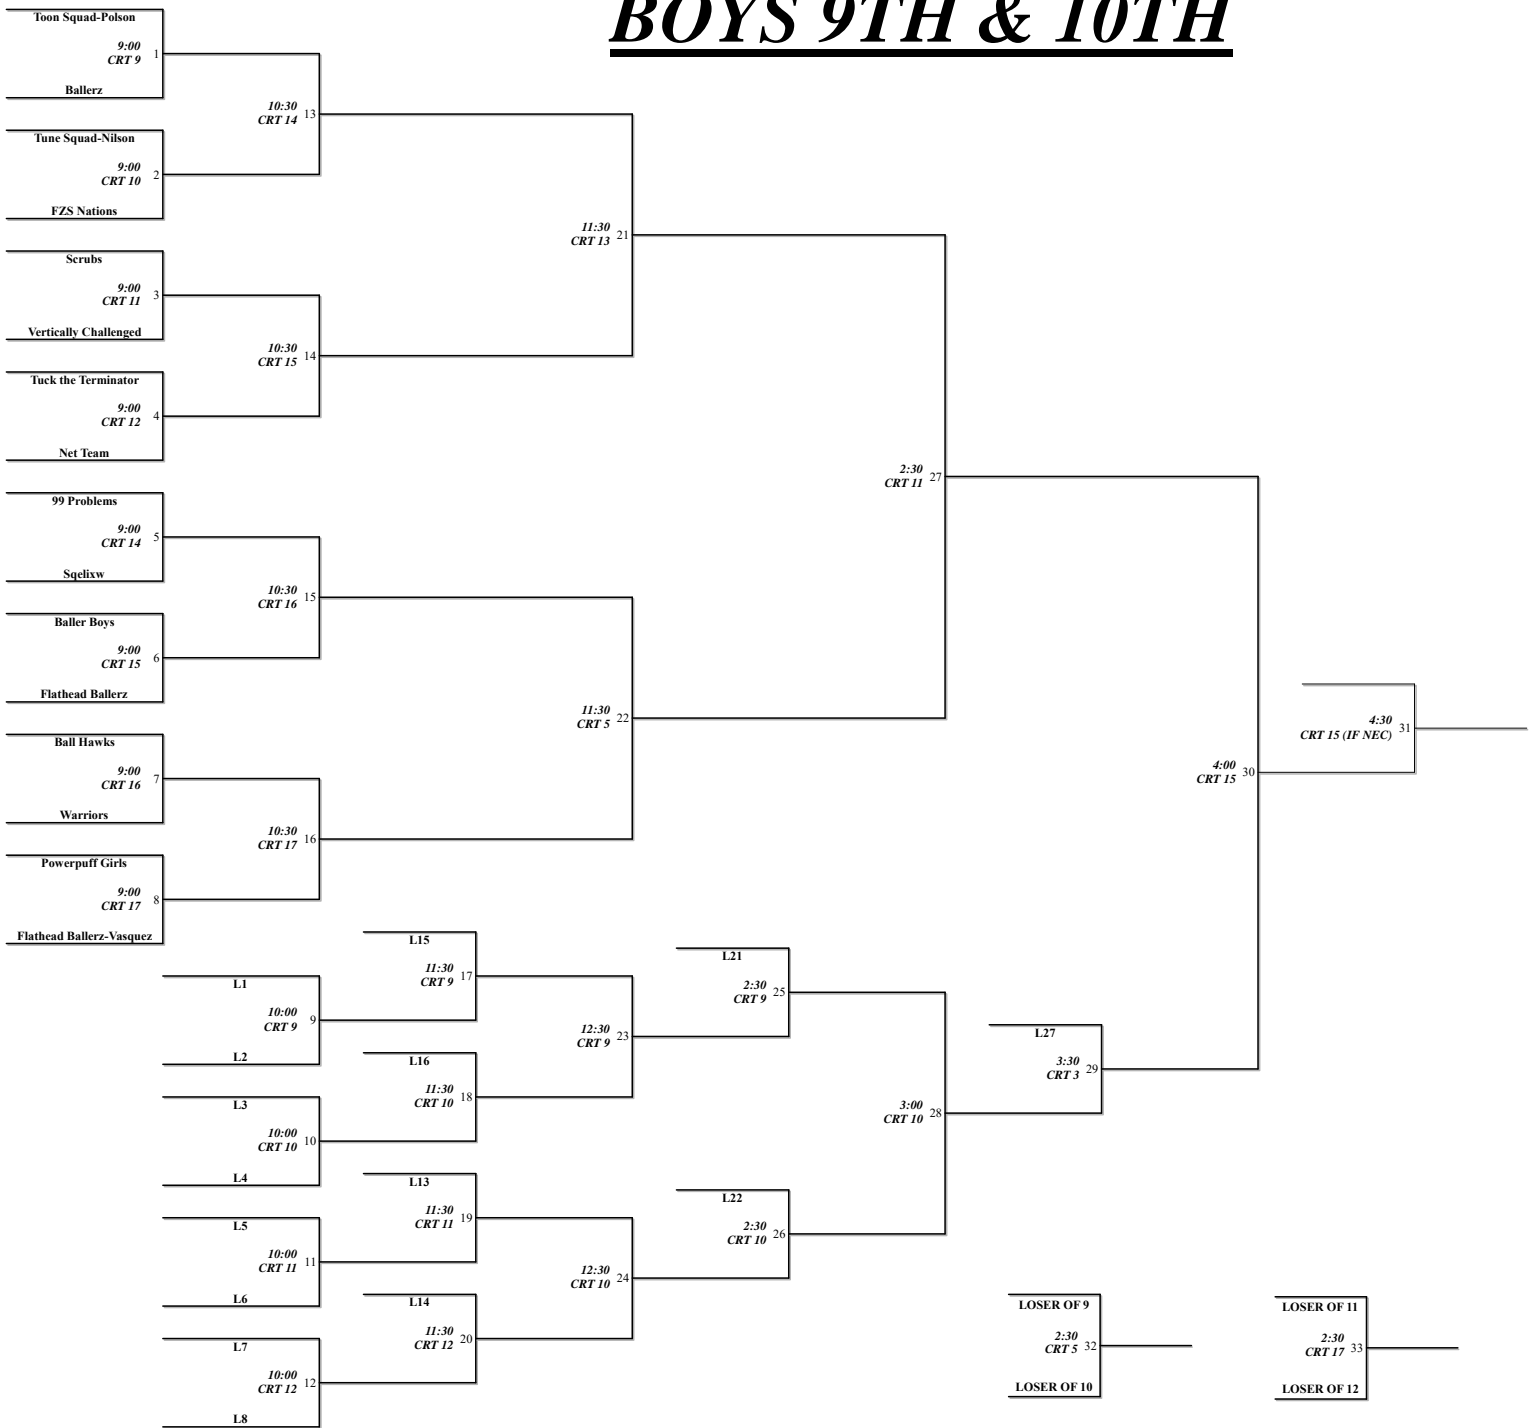 BOYS 9TH & 10TH
Toon Squad-Polson
9:00
CRT 9
1
Ballerz
10:30
CRT 14
13
Tune Squad-Nilson
9:00
CRT 10
2
FZS Nations
11:30
CRT 13
21
Scrubs
9:00
CRT 11
3
Vertically Challenged
10:30
CRT 15
14
Tuck the Terminator
9:00
CRT 12
4
Net Team
2:30
CRT 11
27
99 Problems
9:00
CRT 14
5
Sqelixw
10:30
CRT 16
15
Baller Boys
9:00
CRT 15
6
Flathead Ballerz
11:30
CRT 5
22
4:30
CRT 15 (IF NEC)
31
Ball Hawks
9:00
CRT 16
7
Warriors
4:00
CRT 15
30
10:30
CRT 17
16
Powerpuff Girls
9:00
CRT 17
8
Flathead Ballerz-Vasquez
L15
11:30
CRT 9
17
L21
2:30
CRT 9
25
L1
10:00
CRT 9
9
L2
12:30
CRT 9
23
L27
3:30
CRT 3
29
L16
11:30
CRT 10
18
L3
10:00
CRT 10
10
L4
3:00
CRT 10
28
L13
11:30
CRT 11
19
L22
2:30
CRT 10
26
L5
10:00
CRT 11
11
L6
12:30
CRT 10
24
L14
11:30
CRT 12
20
L7
10:00
CRT 12
12
L8
LOSER OF 9
2:30
CRT 5
32
LOSER OF 10
LOSER OF 11
2:30
CRT 17
33
LOSER OF 12